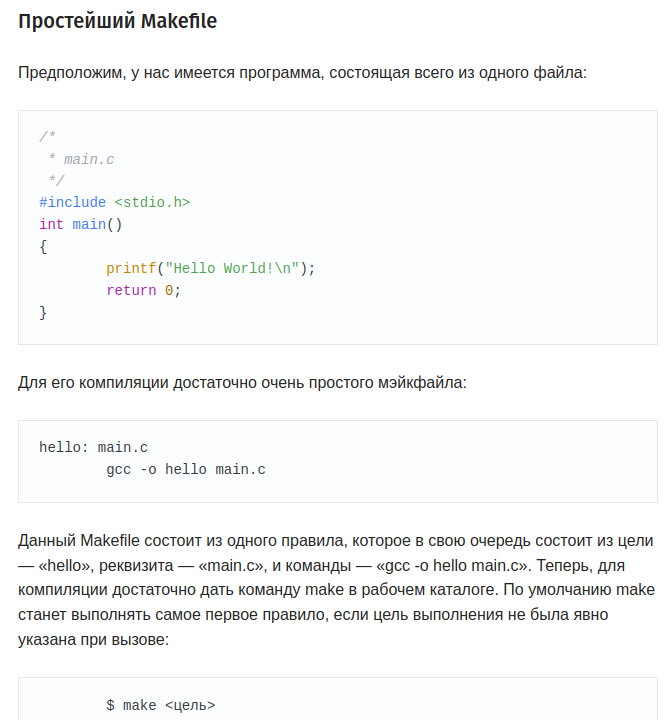 Простейший Makefile
Предположим, у нас имеется программа, состоящая всего из одного файла:
/*
 * main.c
 */
#include <stdio.h>
int main()
{
        printf("Hello World!\n");
        return 0;
}
Для его компиляции достаточно очень простого мэйкфайла:
hello: main.c
        gcc -o hello main.c
Данный Makefile состоит из одного правила, которое в свою очередь состоит из цели
— «hello», реквизита — «main.c», и команды — «gcc -o hello main.c». Теперь, для
компиляции достаточно дать команду make в рабочем каталоге. По умолчанию make
станет выполнять самое первое правило, если цель выполнения не была явно
указана при вызове:
        $ make <цель>